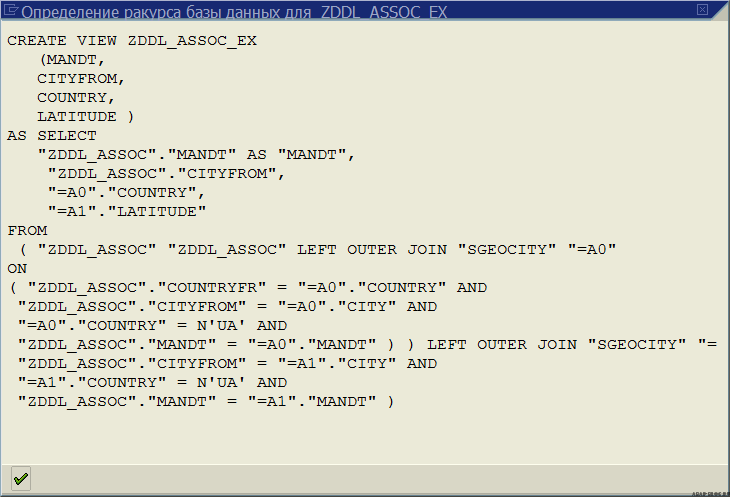 Определение ракурса базы данных для ZDDL_ASSOC_EX
CREATE VIEW ZDDL_ASSOC_EX
(MANDT,
CITYFROM,
COUNTRY,
LATITUDE )
AS SELECT
"ZDDL_ASSOC"."MANDT" AS "MANDT",
"ZDDL_ASSOC"."CITYFROM",
"=A0"."COUNTRY",
"=A1"."LATITUDE"
FROM
( "ZDDL_ASSOC" "ZDDL_ASSOC" LEFT OUTER JOIN "SGEOCITY" "=A0"
ON
( "ZDDL_ASSOC"."COUNTRYFR" = "=A0"."COUNTRY" AND
"ZDDL_ASSOC"."CITYFROM" = "=A0"."CITY" AND
"=A0"."COUNTRY" = N'UA' AND
"ZDDL_ASSOC"."MANDT" = "=A0"."MANDT" ) ) LEFT OUTER JOIN "SGEOCITY" "=
"ZDDL_ASSOC"."CITYFROM" = "=A1"."CITY" AND
"=A1"."COUNTRY" = N'UA' AND
"ZDDL_ASSOC"."MANDT" = "=A1"."MANDT" )